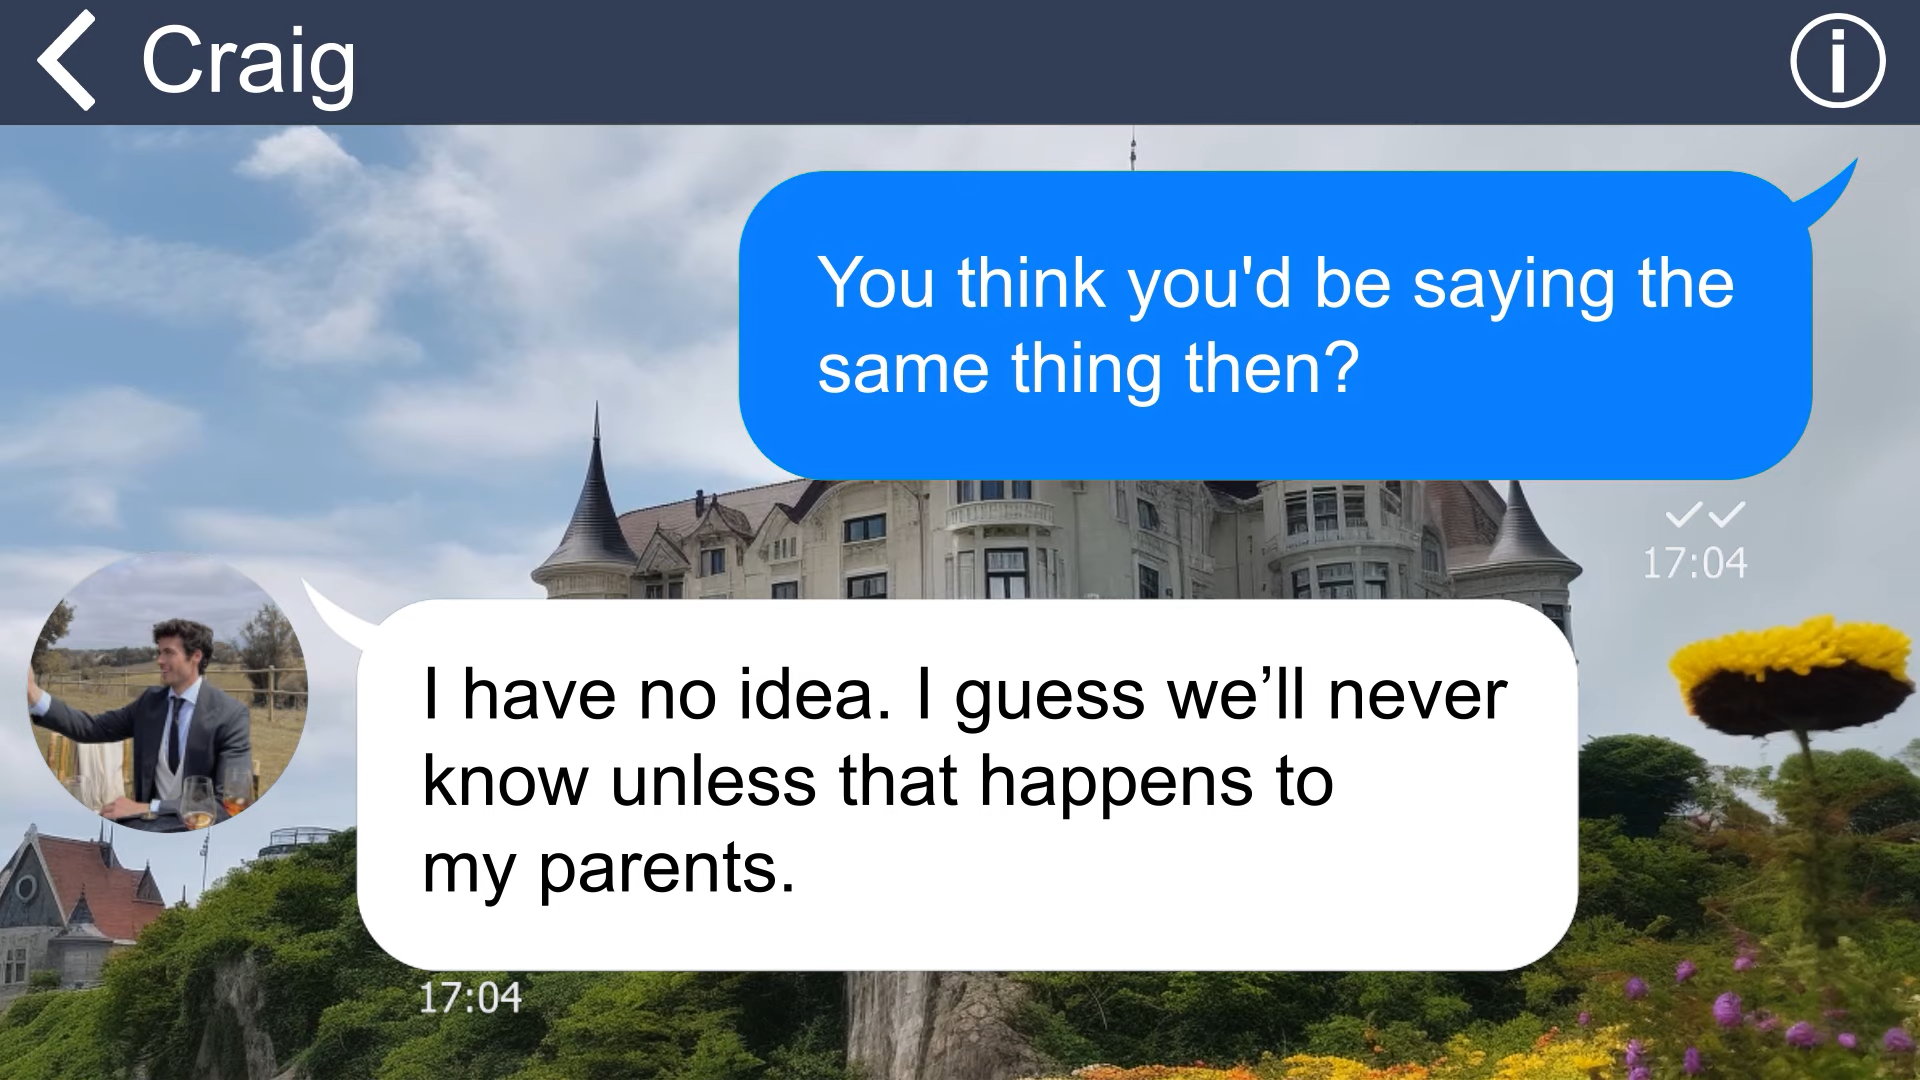 Craig
You think you'd be saying the
same thing then?
17:04
I have no idea. I guess we’ll never
know unless that happens to
my parents.
17:04